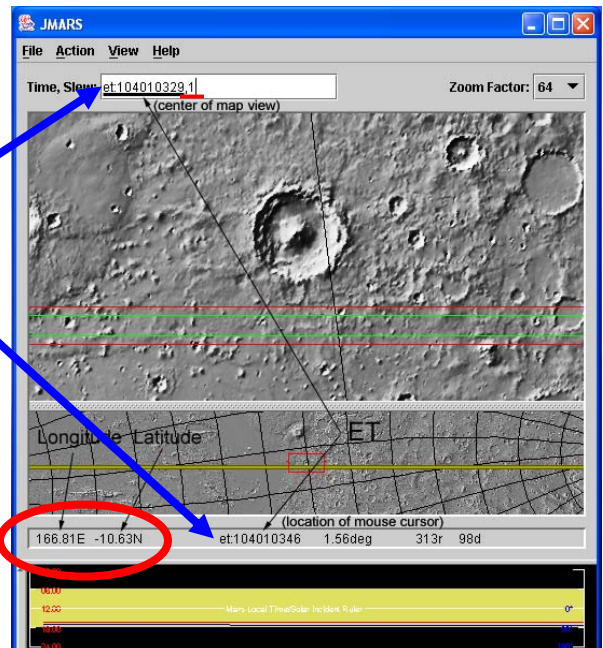 JMARS
File Action View Help
Time, Slew: et:104010329,1 Zoom Factor: 64
(center of map view)
Longitude Latitude ET
(location of mouse cursor)
166.81E -10.63N et:104010346 1.56deg 313r 98d
06:00
12:00 Mars Local Time/Solar Incident Ruler 0°
18:00